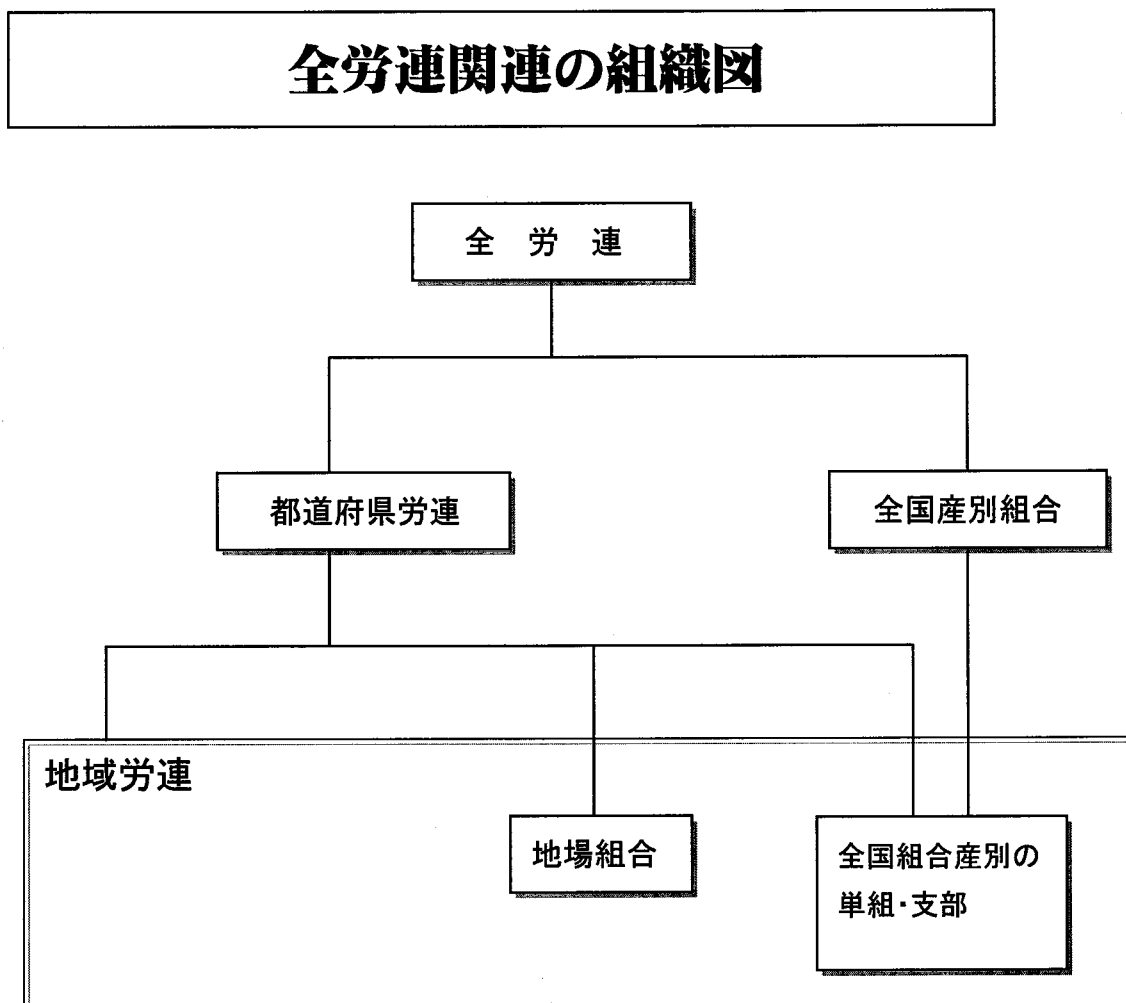 全労連関連の組織図
全 労 連
都道府県労連
全国産別組合
地域労連
地場組合
全国組合産別の
単組・支部